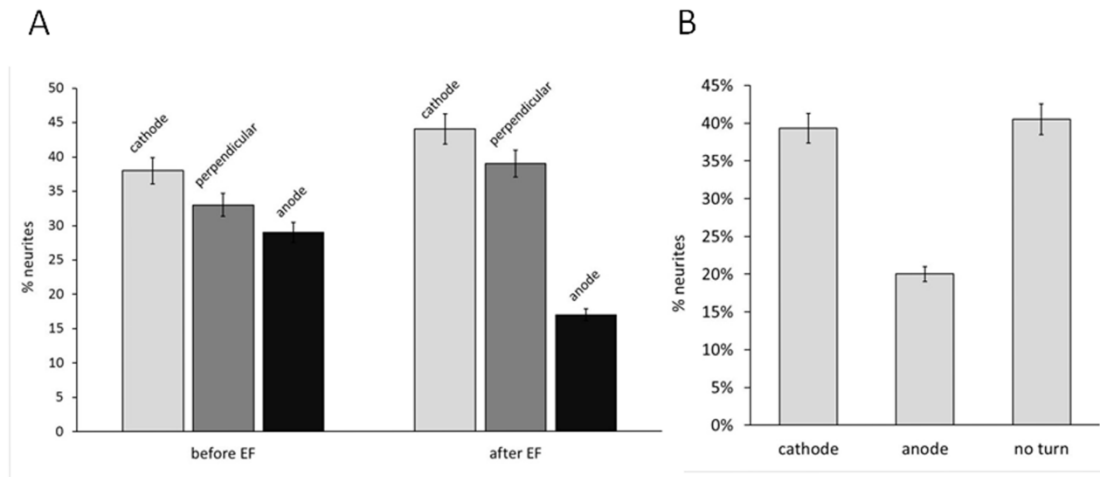 A
B
% neurites
50
45
40
35
30
25
20
15
10
5
0
cathode
perpendicular
anode
cathode
perpendicular
anode
before EF
after EF
% neurites
45%
40%
35%
30%
25%
20%
15%
10%
5%
0%
cathode
anode
no turn